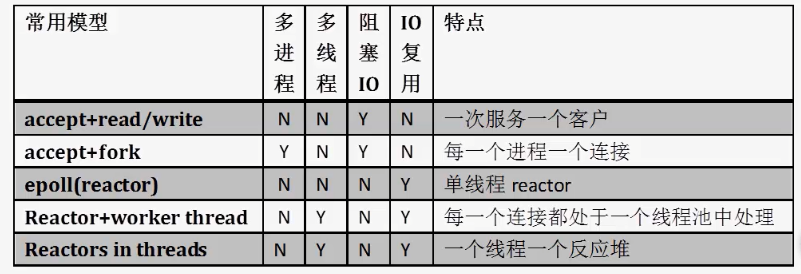 常用模型 多进程 多线程 阻塞IO IO复用 特点
accept+read/write N N Y N 一次服务一个客户
accept+fork Y N Y N 每一个进程一个连接
epoll(reactor) N N N Y 单线程 reactor
Reactor+worker thread N Y N Y 每一个连接都处于一个线程池中处理
Reactors in threads N Y N Y 一个线程一个反应堆